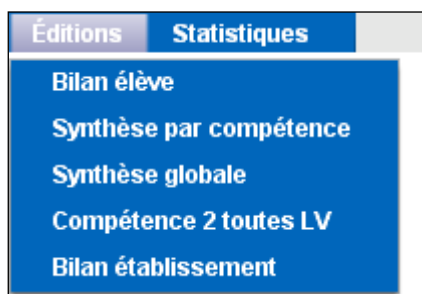 Éditions Statistiques
Bilan élève
Synthèse par compétence
Synthèse globale
Compétence 2 toutes LV
Bilan établissement